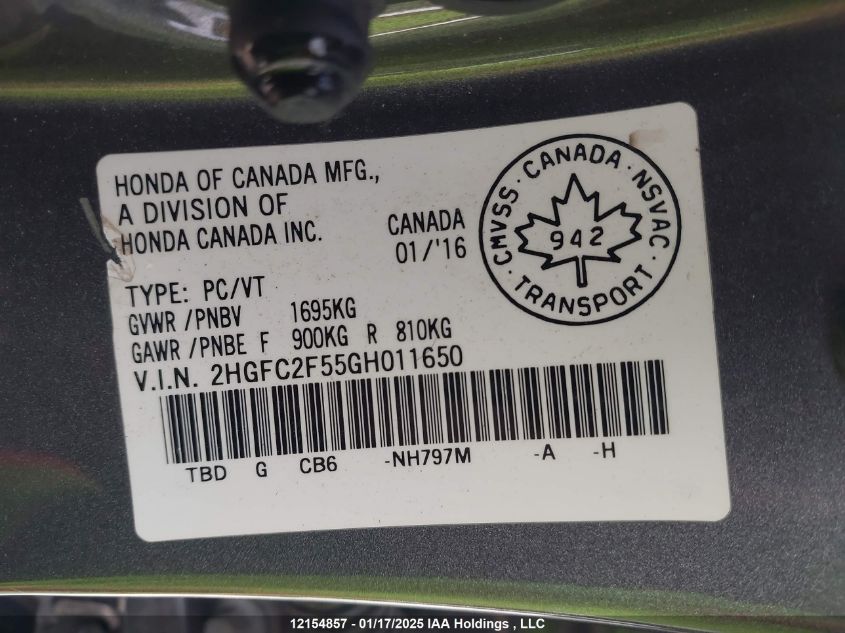 HONDA OF CANADA MFG.,
A DIVISION OF
HONDA CANADA INC.
CANADA
01/'16
CMVSS · CANADA · NSVAC · TRANSPORT ·
942
TYPE: PC/VT
GVWR /PNBV 1695KG
GAWR /PNBE F 900KG R 810KG
V.I.N. 2HGFC2F55GH011650
TBD G CB6 -NH797M -A -H
12154857 - 01/17/2025 IAA Holdings , LLC